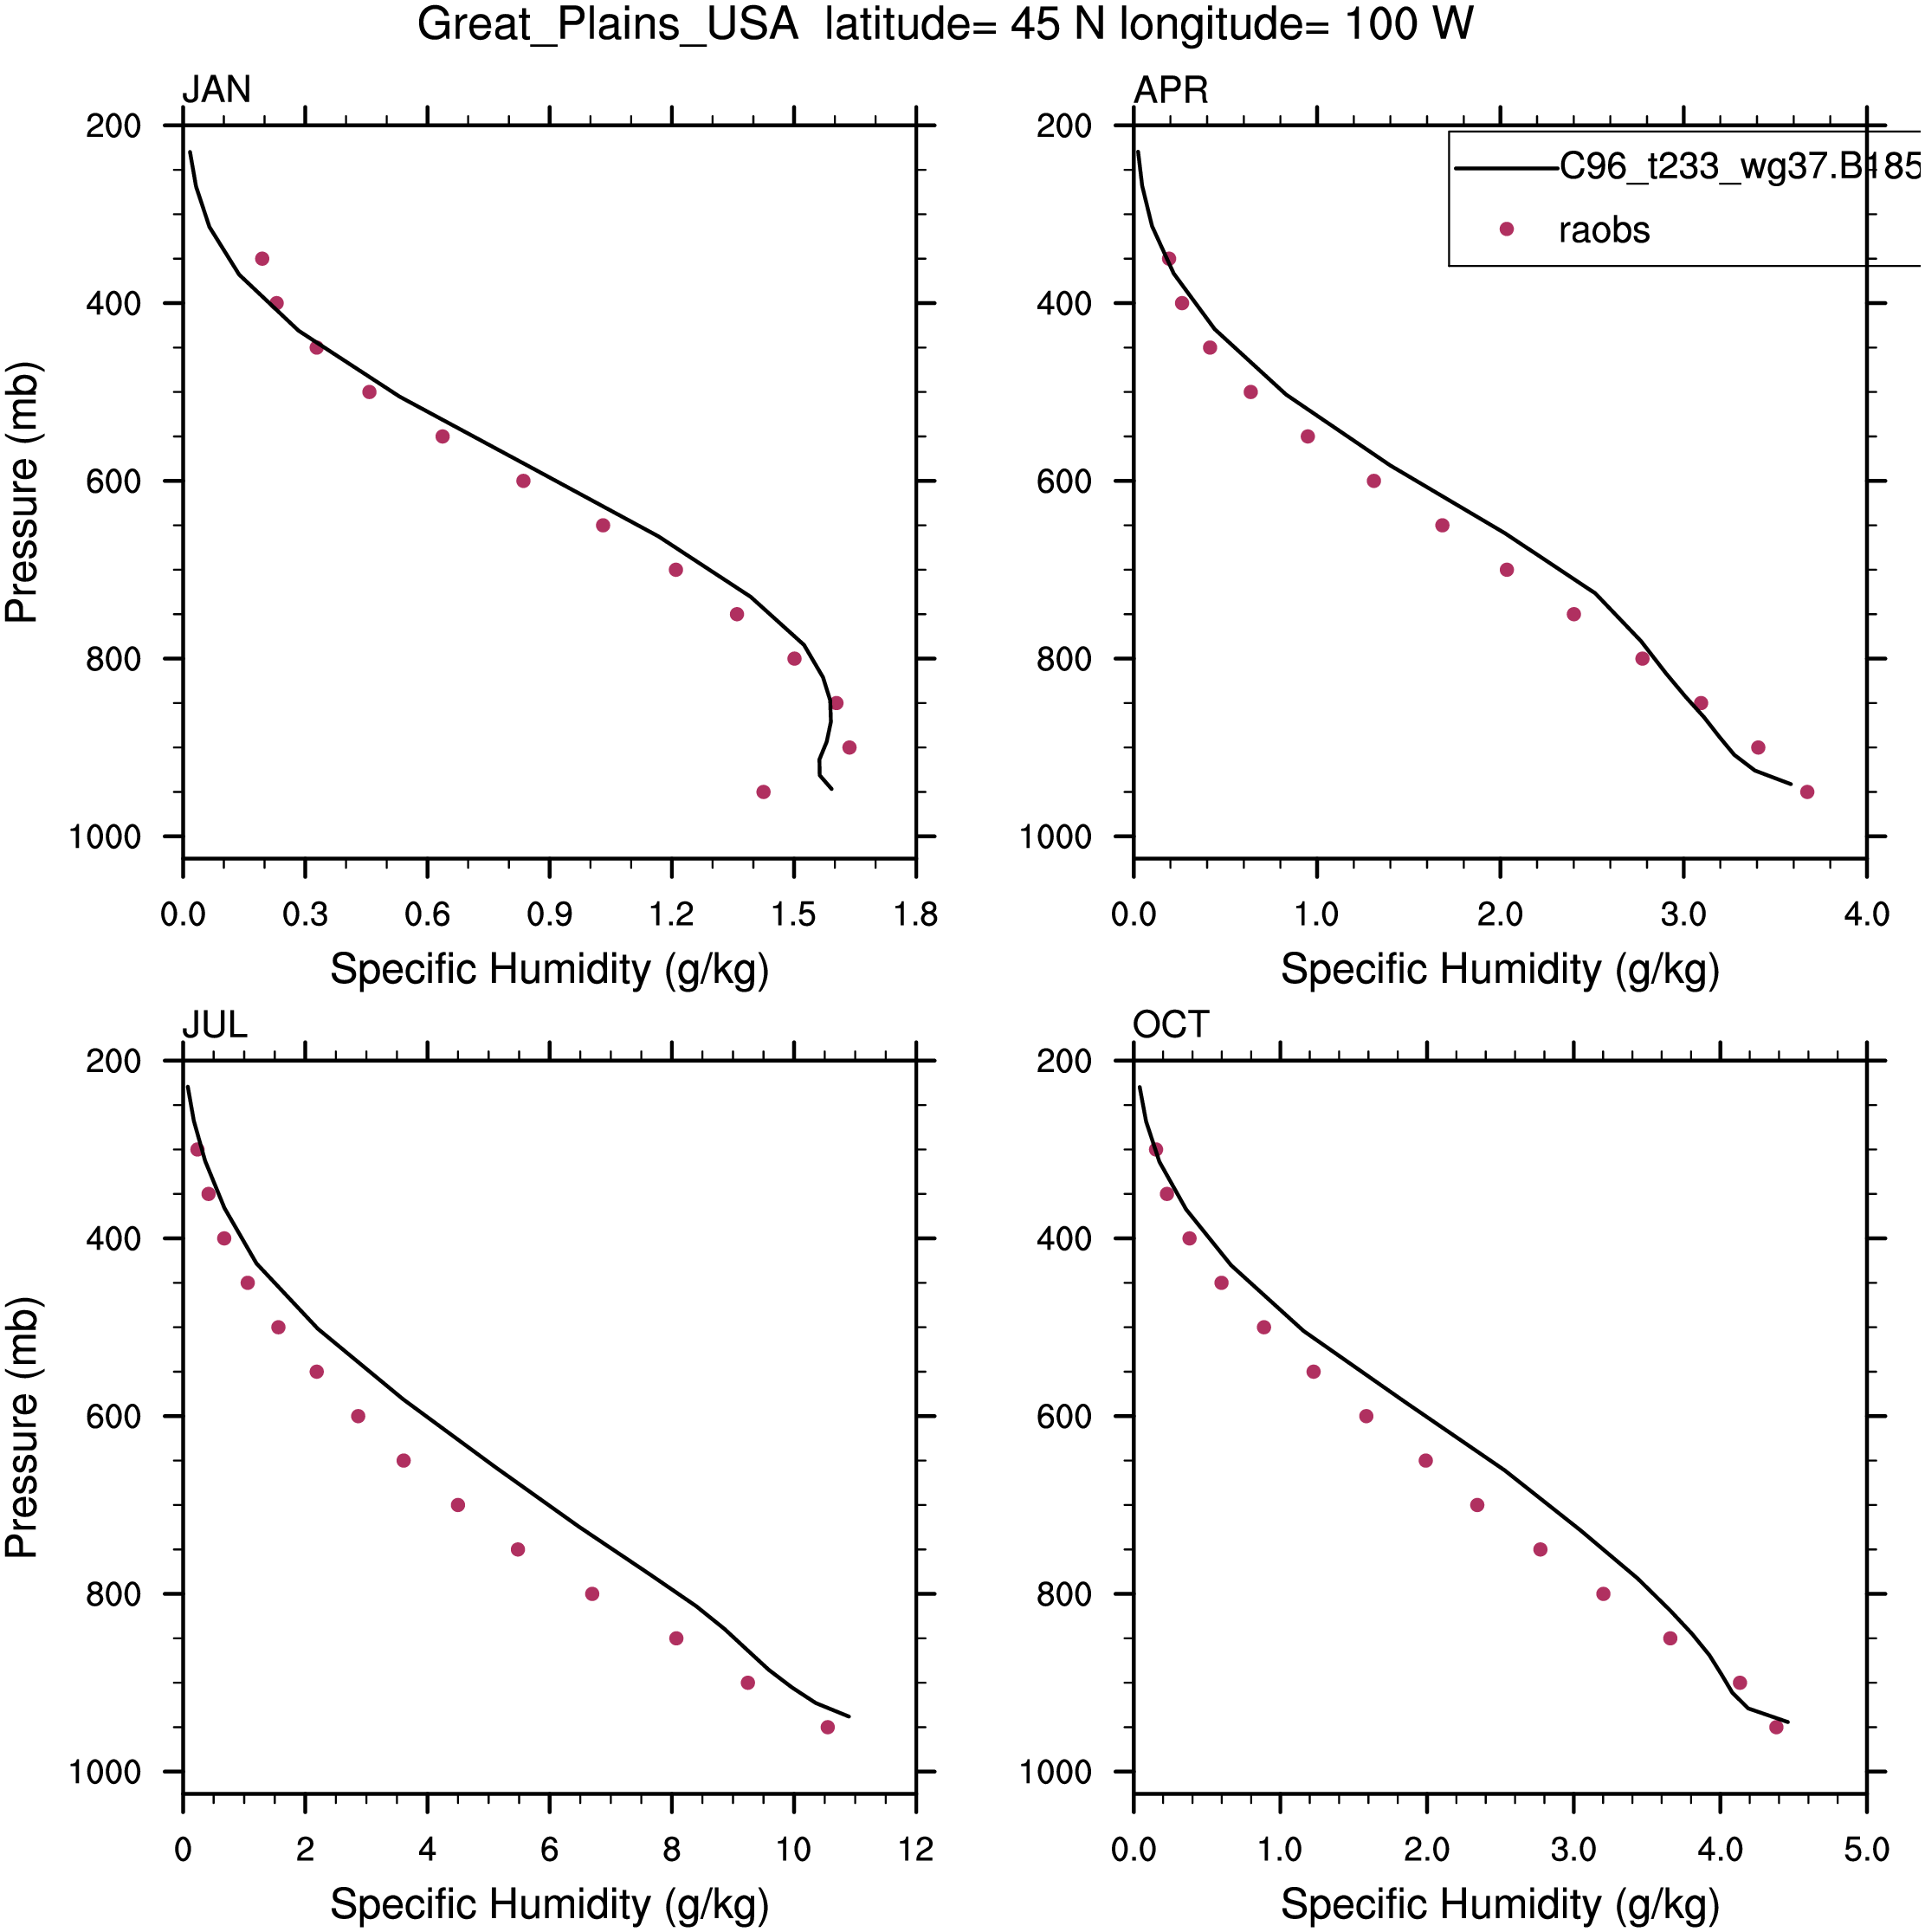 Great_Plains_USA latitude= 45 N longitude= 100 W
JAN
200
400
600
800
1000
Pressure (mb)
0.0 0.3 0.6 0.9 1.2 1.5 1.8
Specific Humidity (g/kg)
APR
200
400
600
800
1000
C96_t233_wg37.B185
raobs
0.0 1.0 2.0 3.0 4.0
Specific Humidity (g/kg)
JUL
200
400
600
800
1000
Pressure (mb)
0 2 4 6 8 10 12
Specific Humidity (g/kg)
OCT
200
400
600
800
1000
0.0 1.0 2.0 3.0 4.0 5.0
Specific Humidity (g/kg)